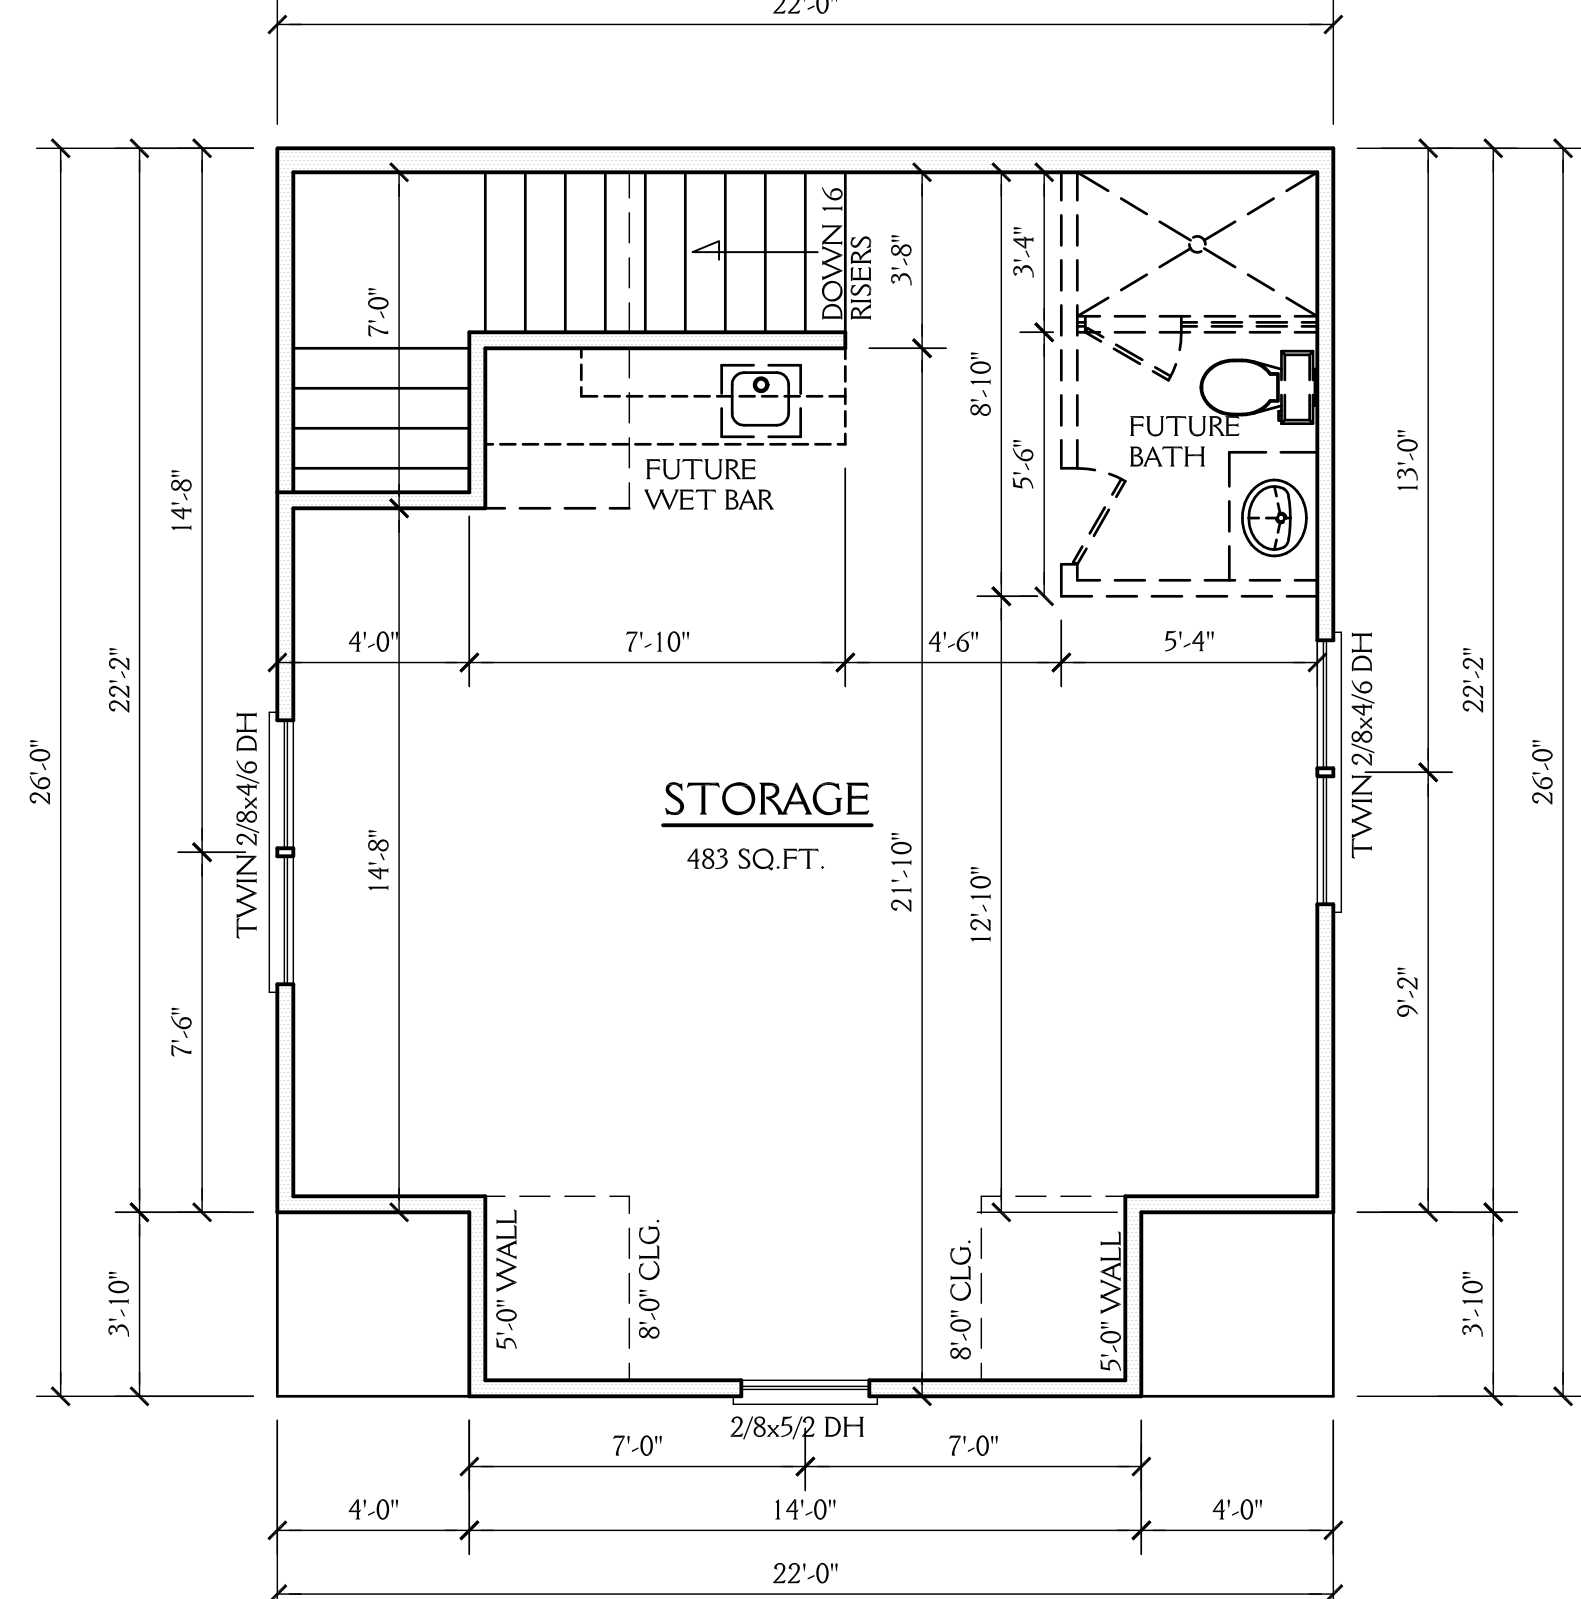 22'-0"
DOWN 16
RISERS
3'-8"
3'-4"
7'-0"
8'-10"
5'-6"
FUTURE
BATH
13'-0"
14'-8"
FUTURE
WET BAR
4'-0"
7'-10"
4'-6"
5'-4"
22'-2"
22'-2"
26'-0"
26'-0"
TWIN 2/8x4/6 DH
TWIN 2/8x4/6 DH
STORAGE
483 SQ.FT.
14'-8"
21'-10"
12'-10"
7'-6"
9'-2"
3'-10"
5'-0" WALL
8'-0" CLG.
8'-0" CLG.
5'-0" WALL
3'-10"
2/8x5/2 DH
7'-0"
7'-0"
4'-0"
14'-0"
4'-0"
22'-0"